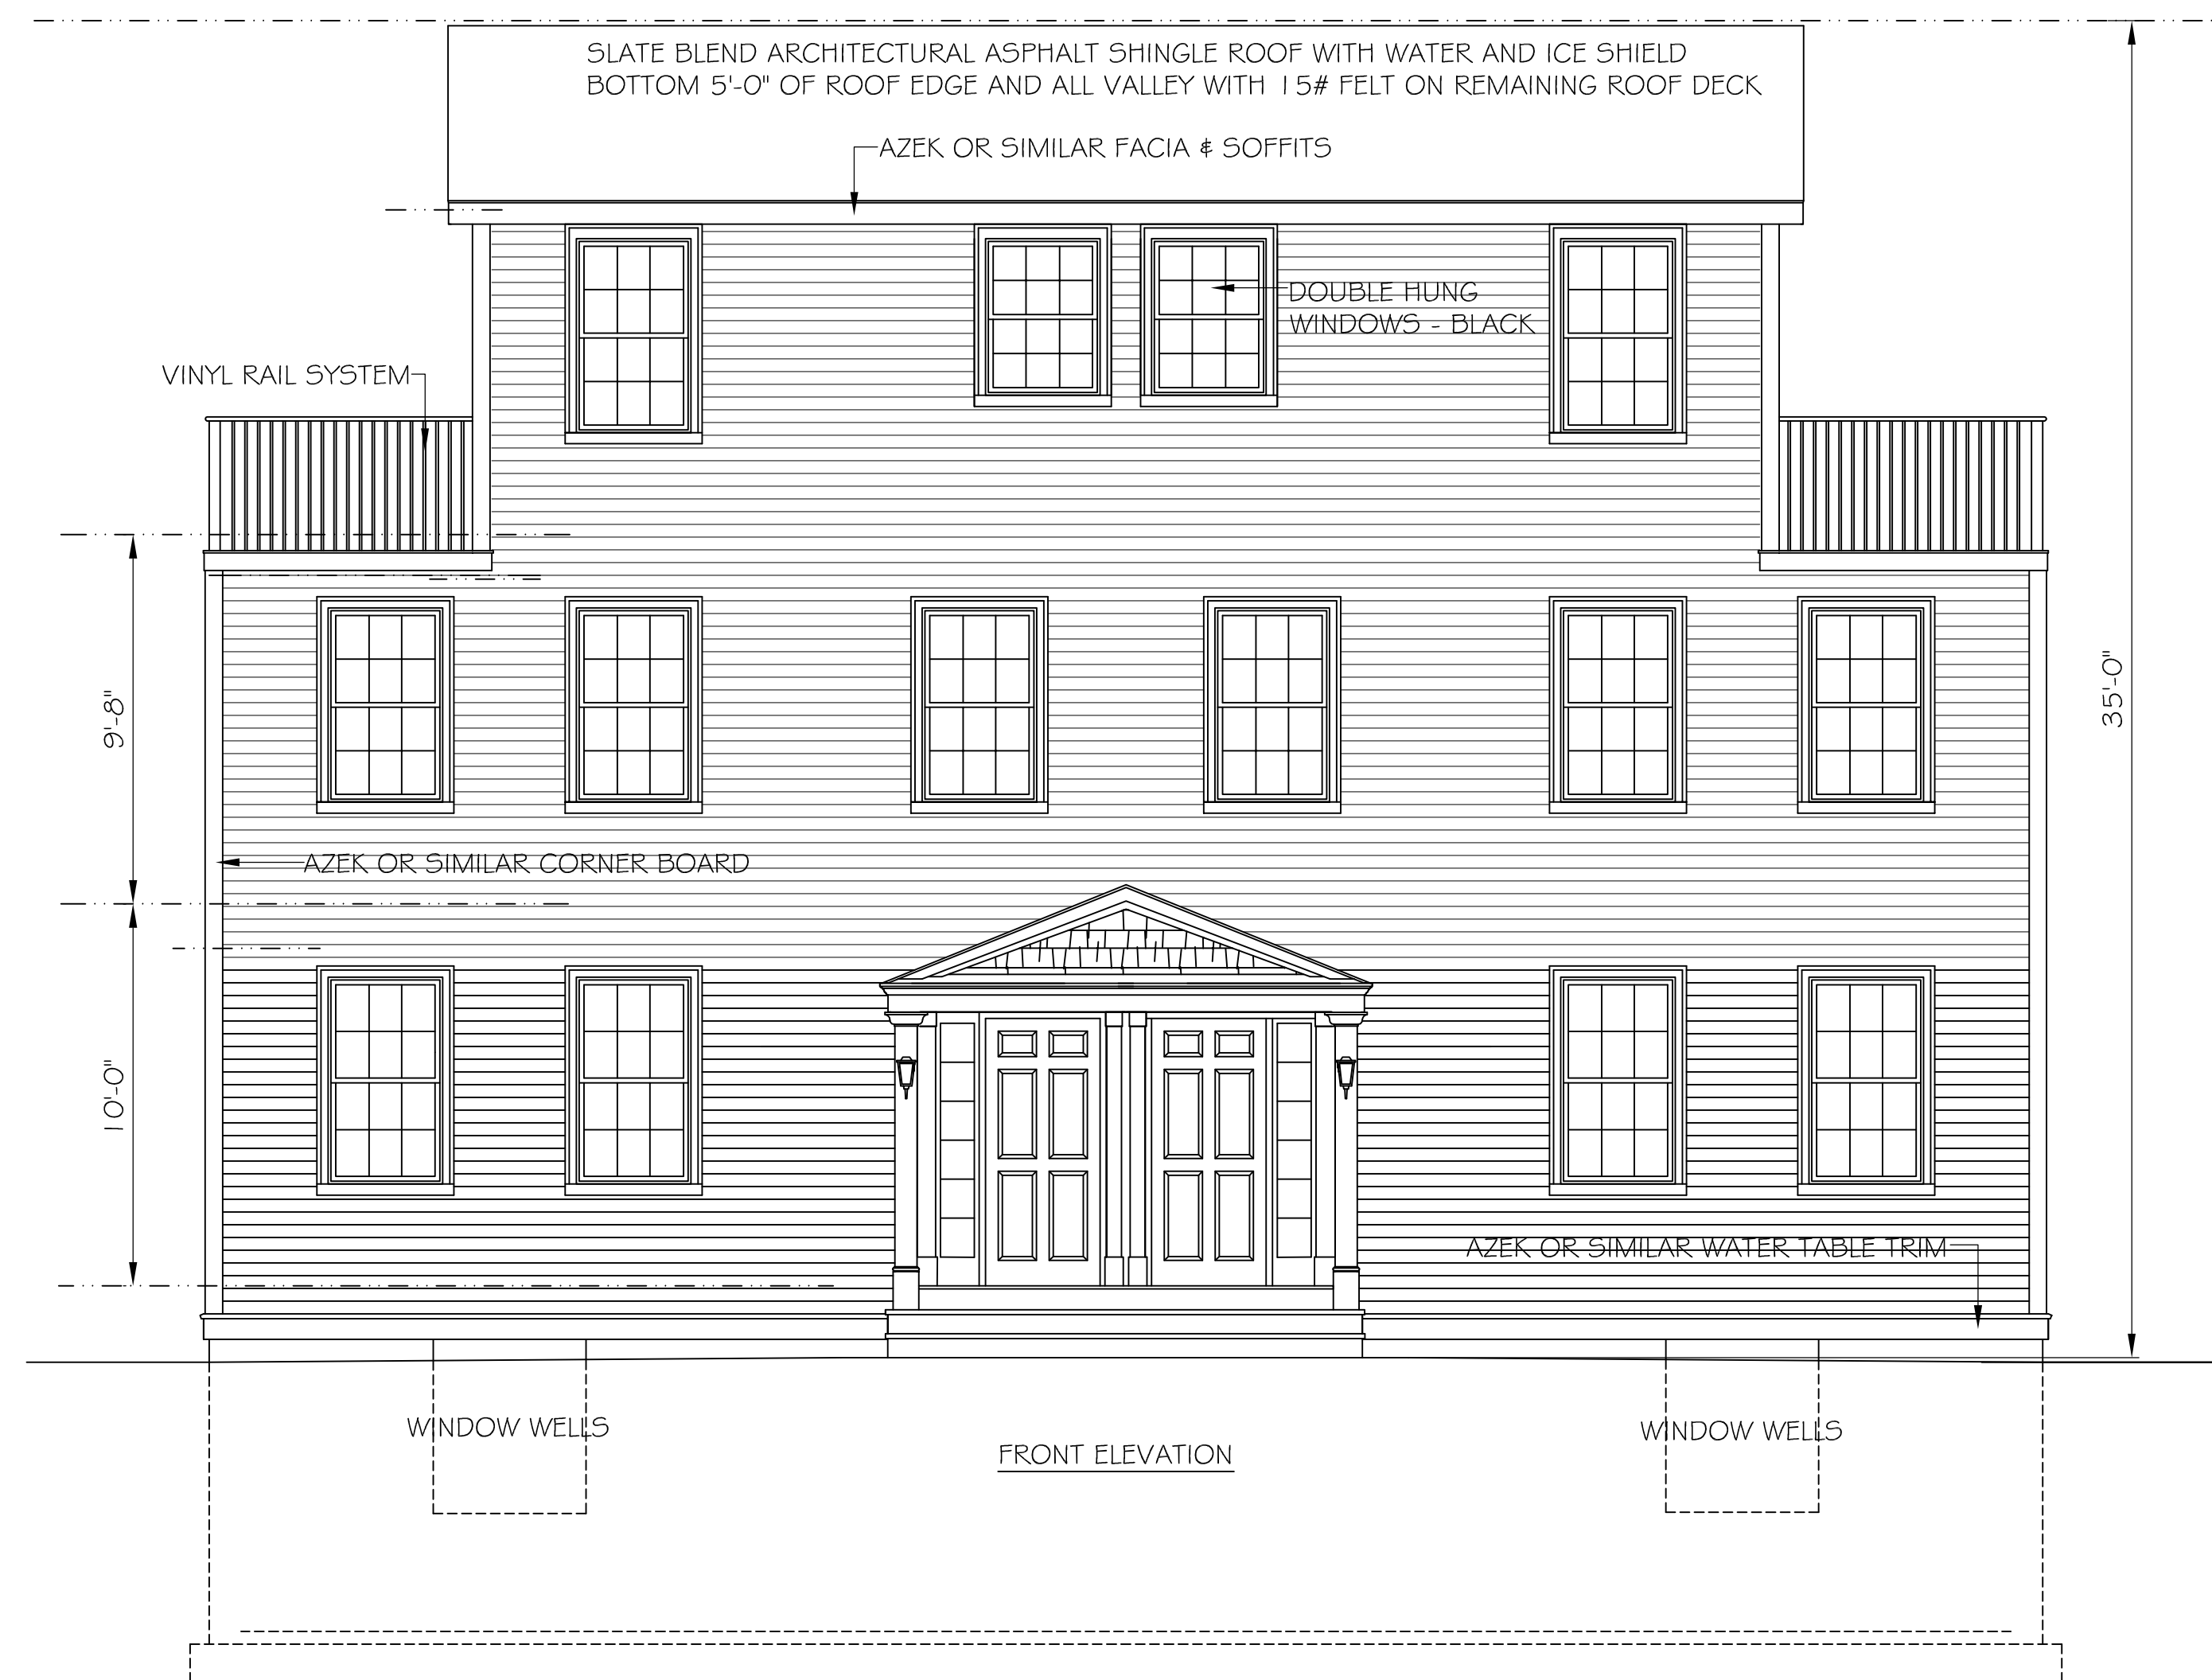 SLATE BLEND ARCHITECTURAL ASPHALT SHINGLE ROOF WITH WATER AND ICE SHIELD
BOTTOM 5'-0" OF ROOF EDGE AND ALL VALLEY WITH 15# FELT ON REMAINING ROOF DECK
AZEK OR SIMILAR FACIA & SOFFITS
DOUBLE HUNG
WINDOWS - BLACK
VINYL RAIL SYSTEM
9'-8"
35'-0"
AZEK OR SIMILAR CORNER BOARD
10'-0"
AZEK OR SIMILAR WATER TABLE TRIM
WINDOW WELLS
WINDOW WELLS
FRONT ELEVATION